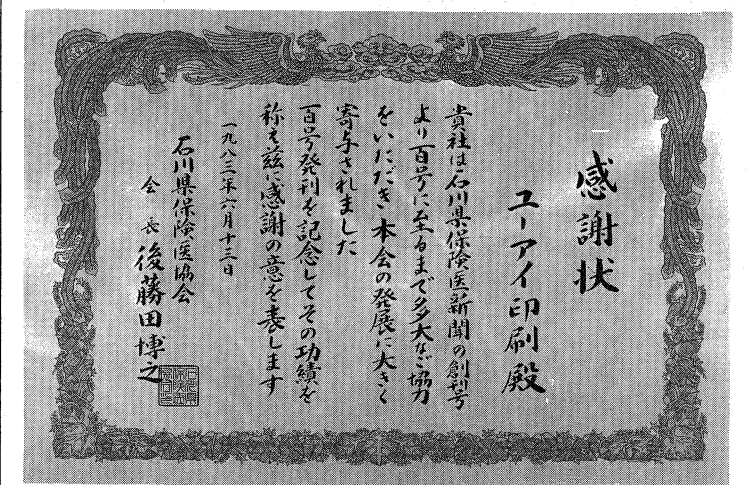 感謝状
ユーアイ印刷殿
貴社は石川県保険医新聞の創刊号
より百号に至るまで多大なご協力
をいただき本会の発展に大きく
寄与されました
百号発刊を記念してその功績を
称え茲に感謝の意を表します
一九八三年六月十三日
石川県保険医協会
会長 後藤田博之